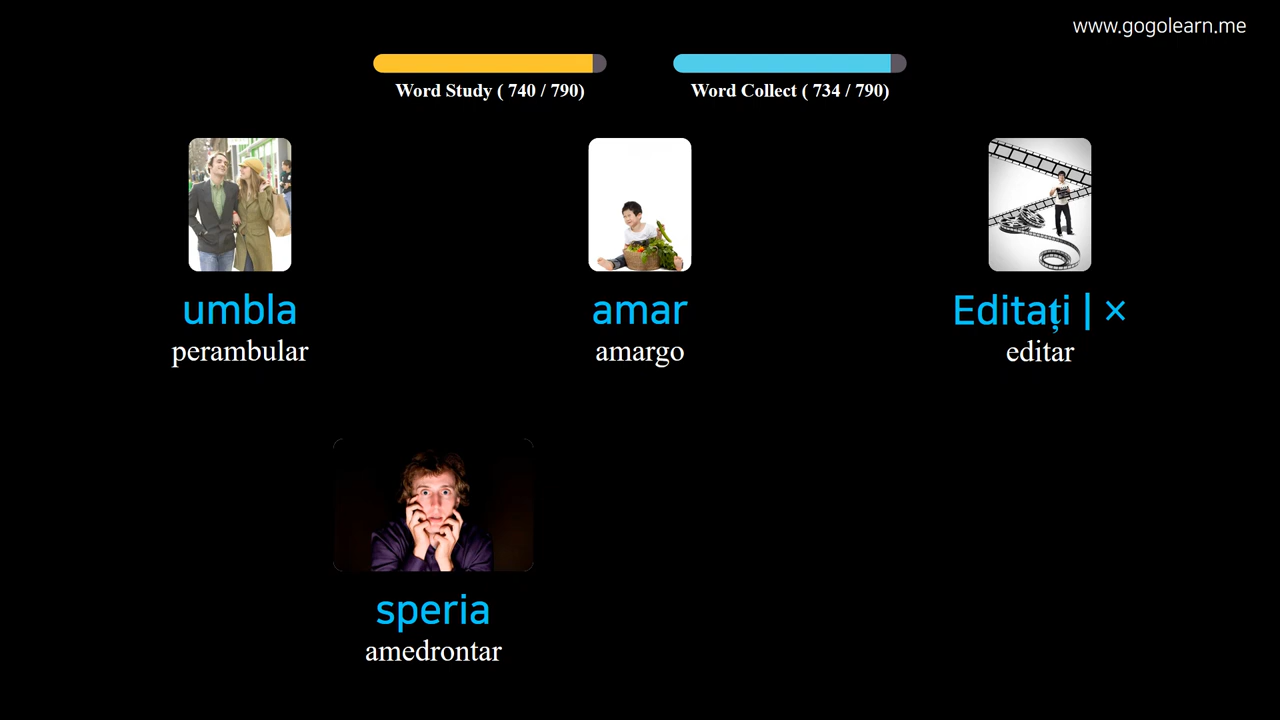 www.gogolearn.me
Word Study ( 740 / 790)
Word Collect ( 734 / 790)
umbla
perambular
amar
amargo
Editați | ×
editar
speria
amedrontar